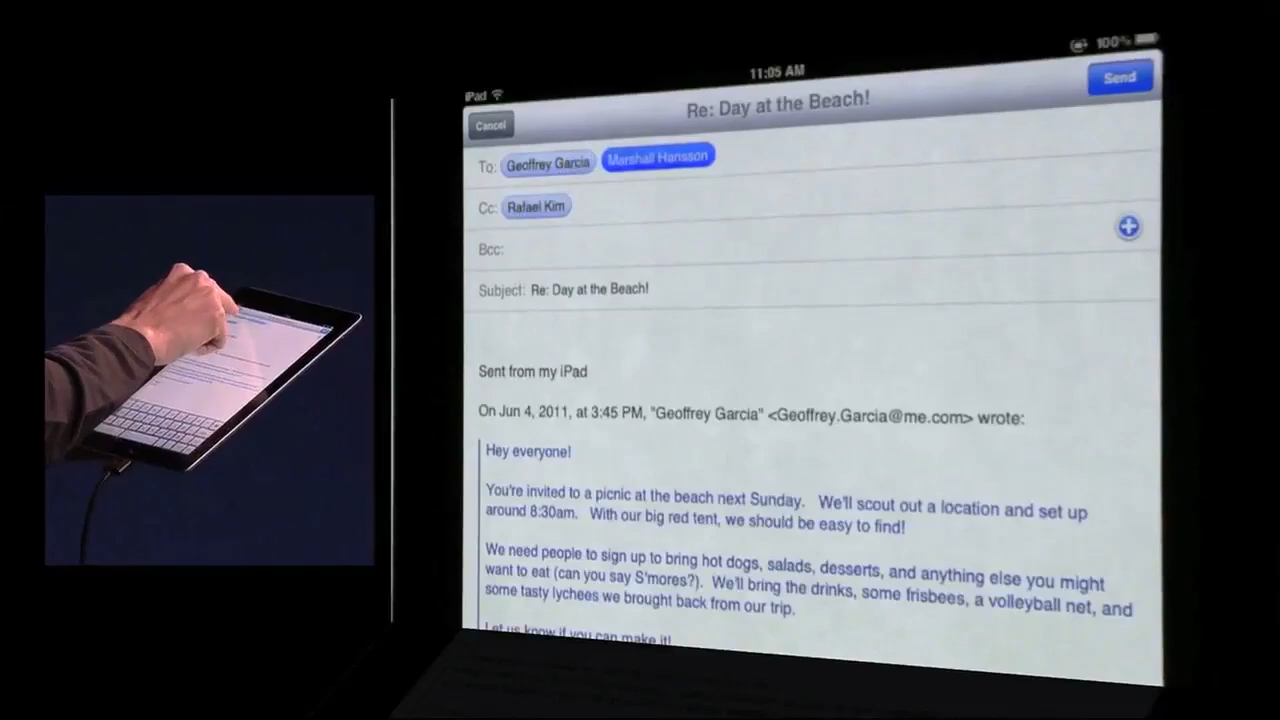 iPad 11:05 AM 100%
Cancel Re: Day at the Beach! Send
To: Geoffrey Garcia Marshall Hansson
Cc: Rafael Kim
Bcc:
Subject: Re: Day at the Beach!
Sent from my iPad
On Jun 4, 2011, at 3:45 PM, "Geoffrey Garcia" <Geoffrey.Garcia@me.com> wrote:
Hey everyone!
You're invited to a picnic at the beach next Sunday. We'll scout out a location and set up
around 8:30am. With our big red tent, we should be easy to find!
We need people to sign up to bring hot dogs, salads, desserts, and anything else you might
want to eat (can you say S'mores?). We'll bring the drinks, some frisbees, a volleyball net, and
some tasty lychees we brought back from our trip.
Let us know if you can make it!